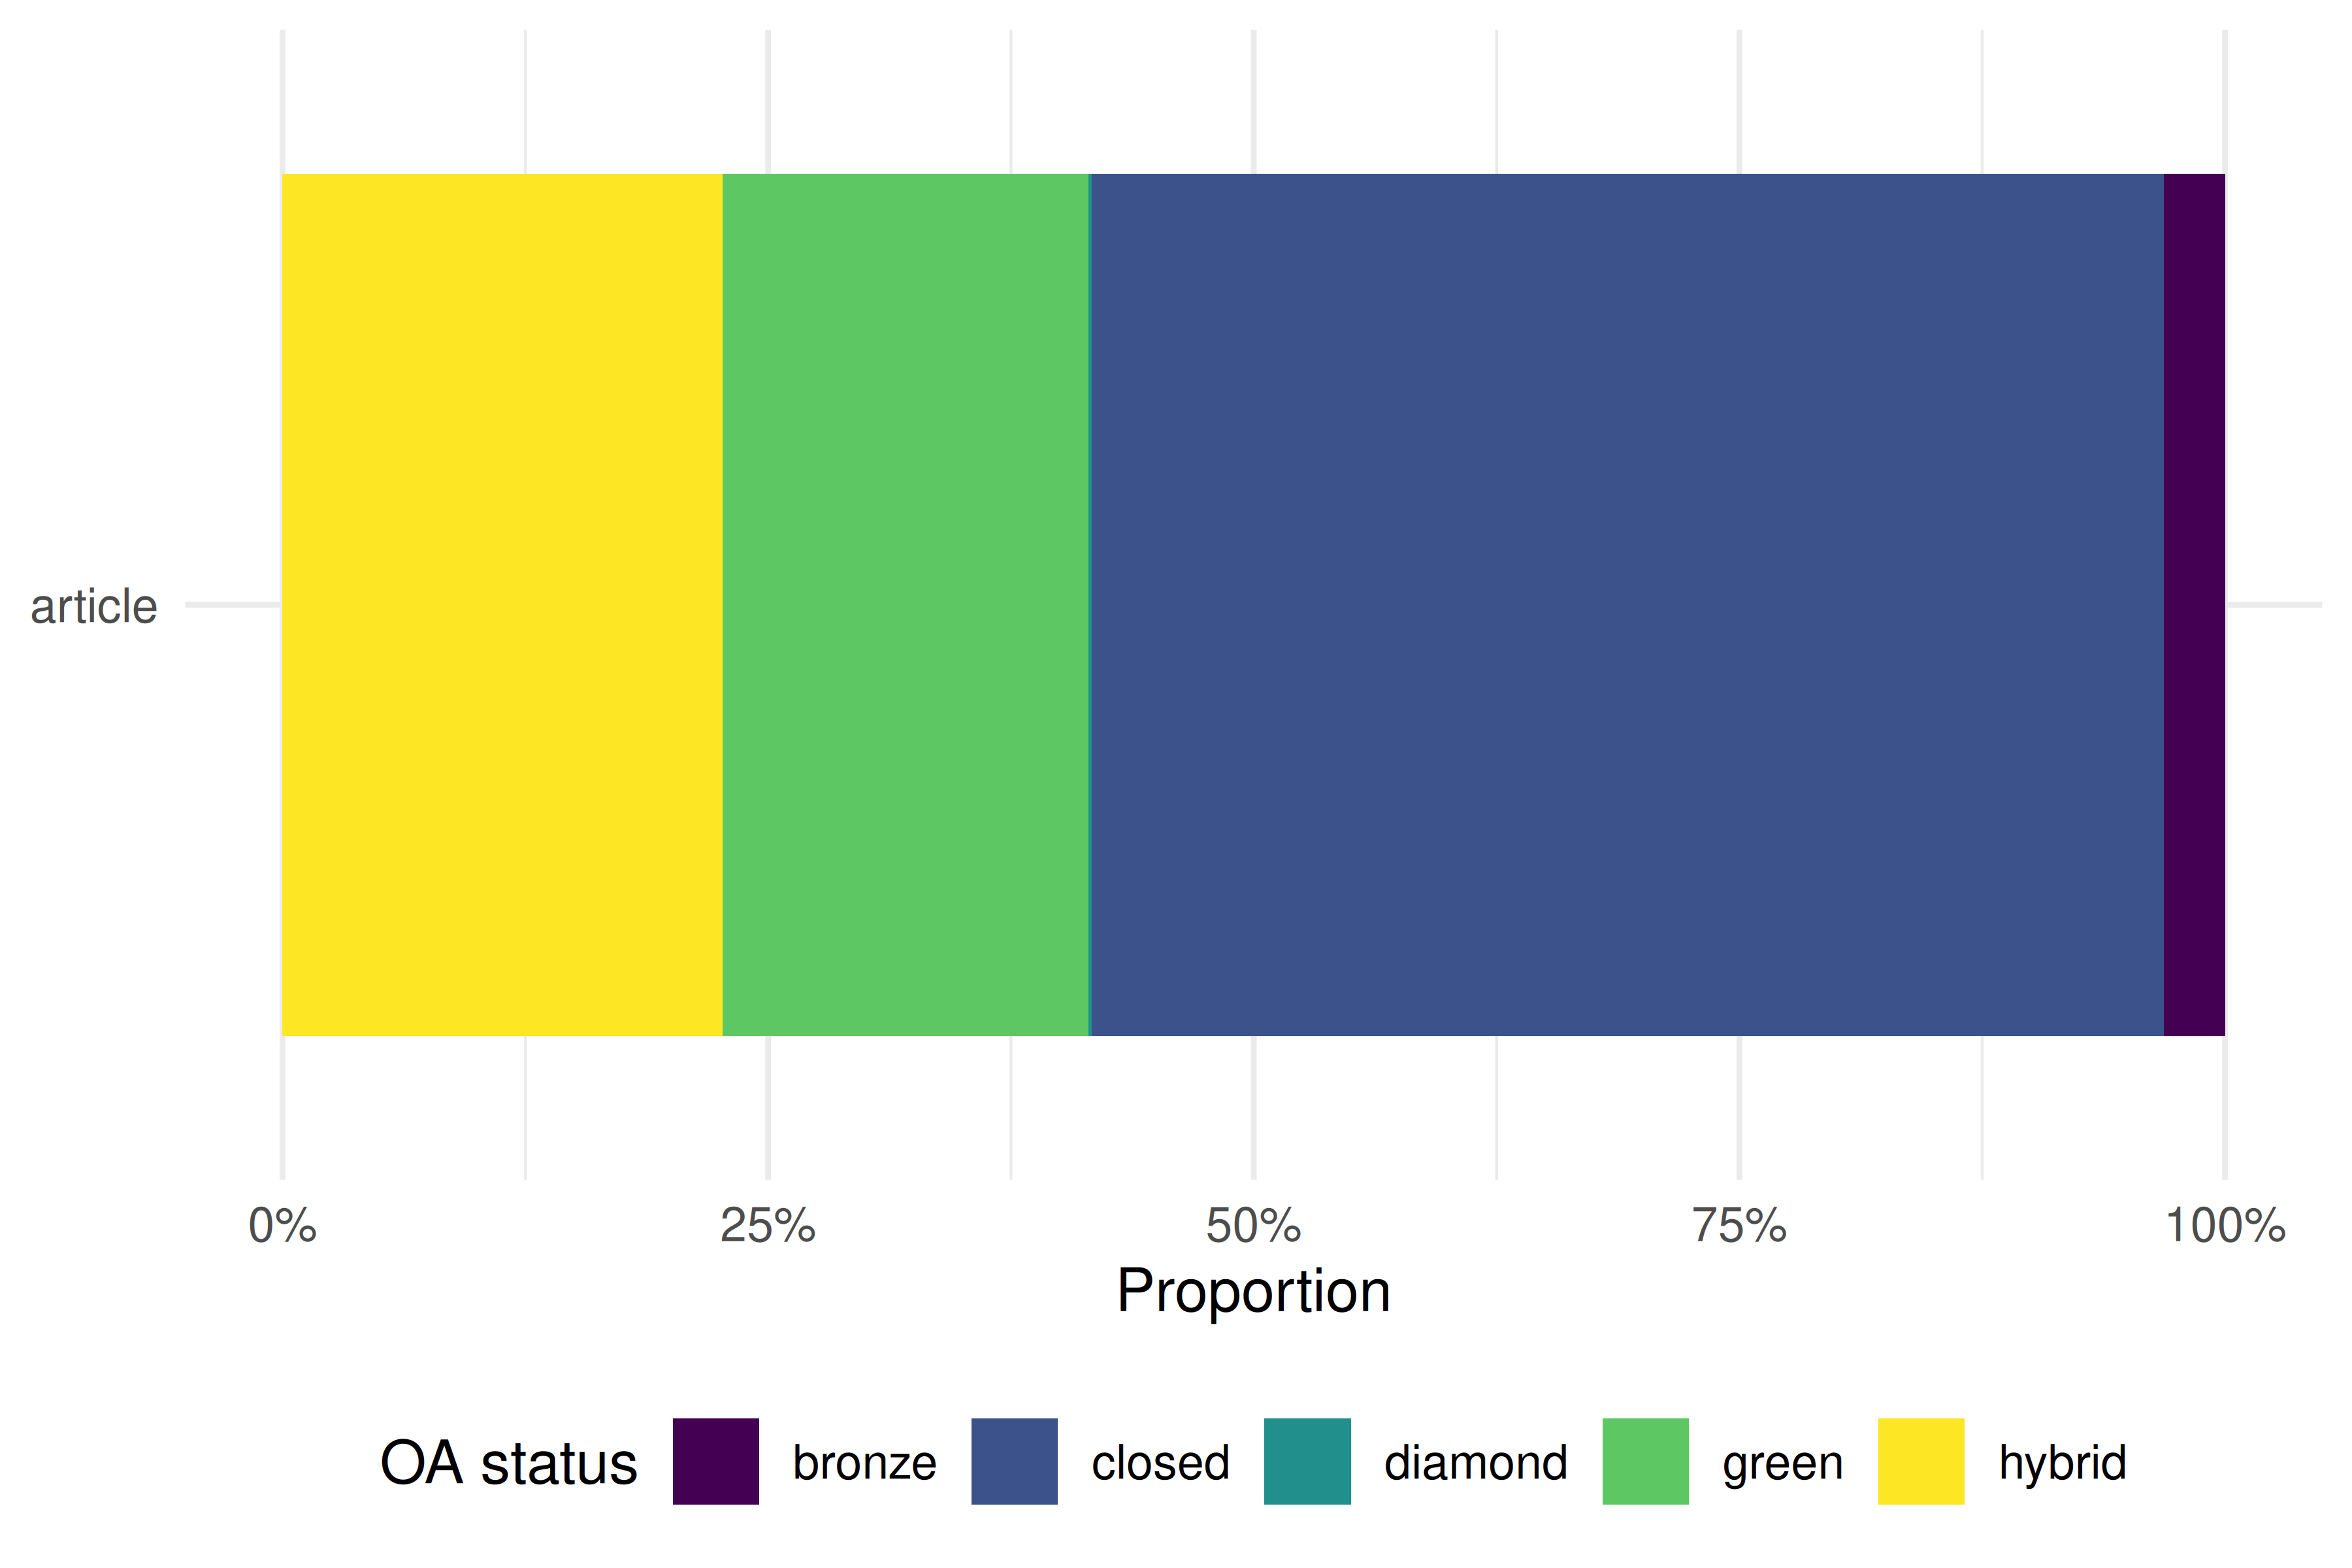 article
0% 25% 50% 75% 100%
Proportion
OA status bronze closed diamond green hybrid